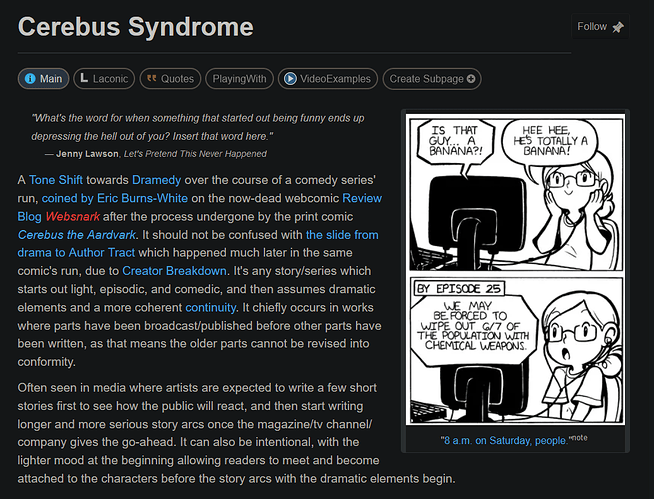 Cerebus Syndrome
Follow
Main
Laconic
Quotes
PlayingWith
VideoExamples
Create Subpage
"What's the word for when something that started out being funny ends up
depressing the hell out of you? Insert that word here."
— Jenny Lawson, Let's Pretend This Never Happened
A Tone Shift towards Dramedy over the course of a comedy series'
run, coined by Eric Burns-White on the now-dead webcomic Review
Blog Websnark after the process undergone by the print comic
Cerebus the Aardvark. It should not be confused with the slide from
drama to Author Tract which happened much later in the same
comic's run, due to Creator Breakdown. It's any story/series which
starts out light, episodic, and comedic, and then assumes dramatic
elements and a more coherent continuity. It chiefly occurs in works
where parts have been broadcast/published before other parts have
been written, as that means the older parts cannot be revised into
conformity.
Often seen in media where artists are expected to write a few short
stories first to see how the public will react, and then start writing
longer and more serious story arcs once the magazine/tv channel/
company gives the go-ahead. It can also be intentional, with the
lighter mood at the beginning allowing readers to meet and become
attached to the characters before the story arcs with the dramatic elements begin.
IS THAT
GUY... A
BANANA?!
HEE HEE,
HE'S TOTALLY A
BANANA!
BY EPISODE 25
WE MAY
BE FORCED TO
WIPE OUT 6/7 OF
THE POPULATION WITH
CHEMICAL WEAPONS.
"8 a.m. on Saturday, people."note